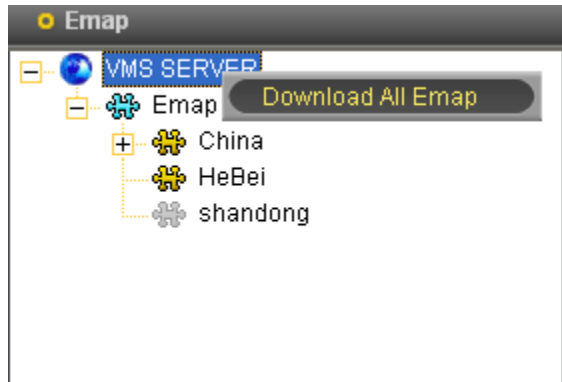 Emap
VMS SERVER
Download All Emap
Emap
China
HeBei
shandong